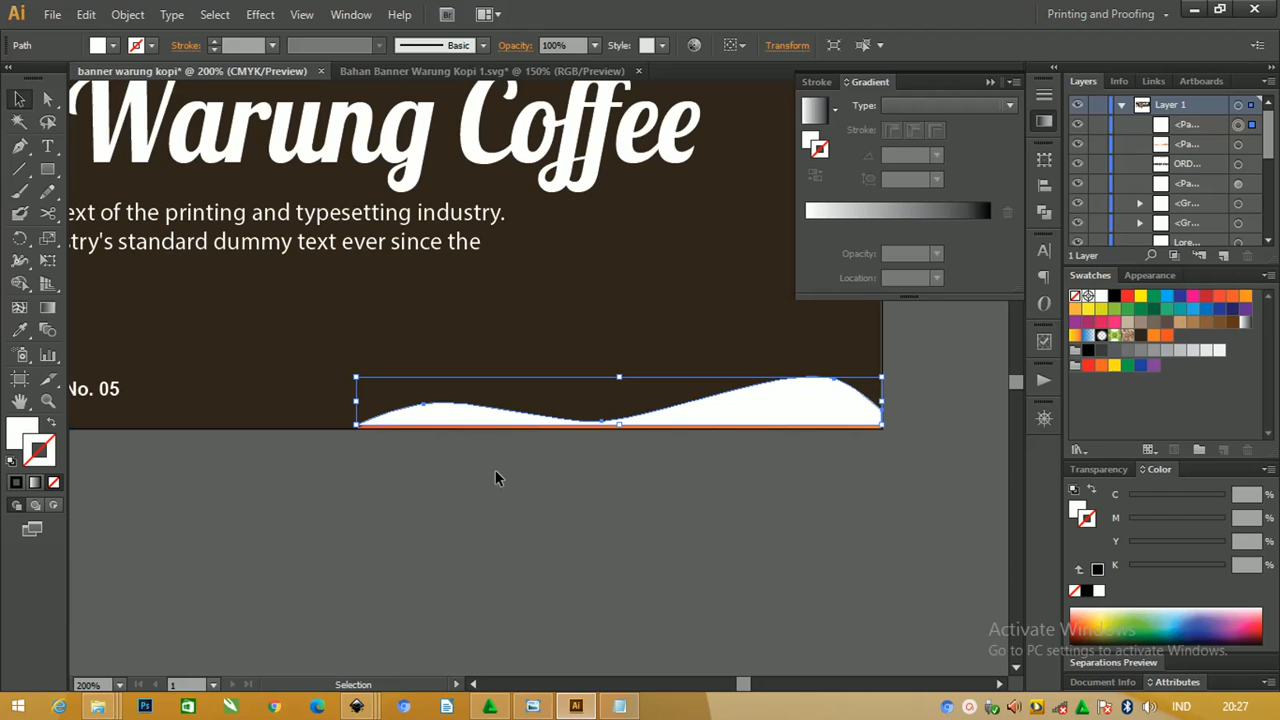 Ai File Edit Object Type Select Effect View Window Help Br Printing and Proofing
Path Stroke: Basic Opacity: 100% Style: Transform
banner warung kopi* @ 200% (CMYK/Preview) × Bahan Banner Warung Kopi 1.svg* @ 150% (RGB/Preview) ×
Stroke Gradient
Type:
Stroke:
Opacity:
Location:
Layers Info Links Artboards
Layer 1
<Pa...
<Pa...
ORD...
<Pa...
<Gr...
<Gr...
Lore...
1 Layer
Swatches Appearance
Transparency Color
C %
M %
Y %
K %
Separations Preview
Document Info Attributes
Warung Coffee
ext of the printing and typesetting industry.
stry's standard dummy text ever since the
No. 05
Activate Windows
Go to PC settings to activate Windows.
200% 1 Selection
Ps Ai IND 20:27